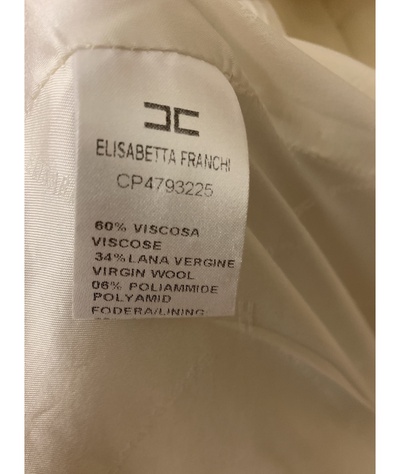 ELISABETTA FRANCHI
CP4793225
60% VISCOSA
VISCOSE
34% LANA VERGINE
VIRGIN WOOL
06% POLIAMMIDE
POLYAMID
FODERA/LINING